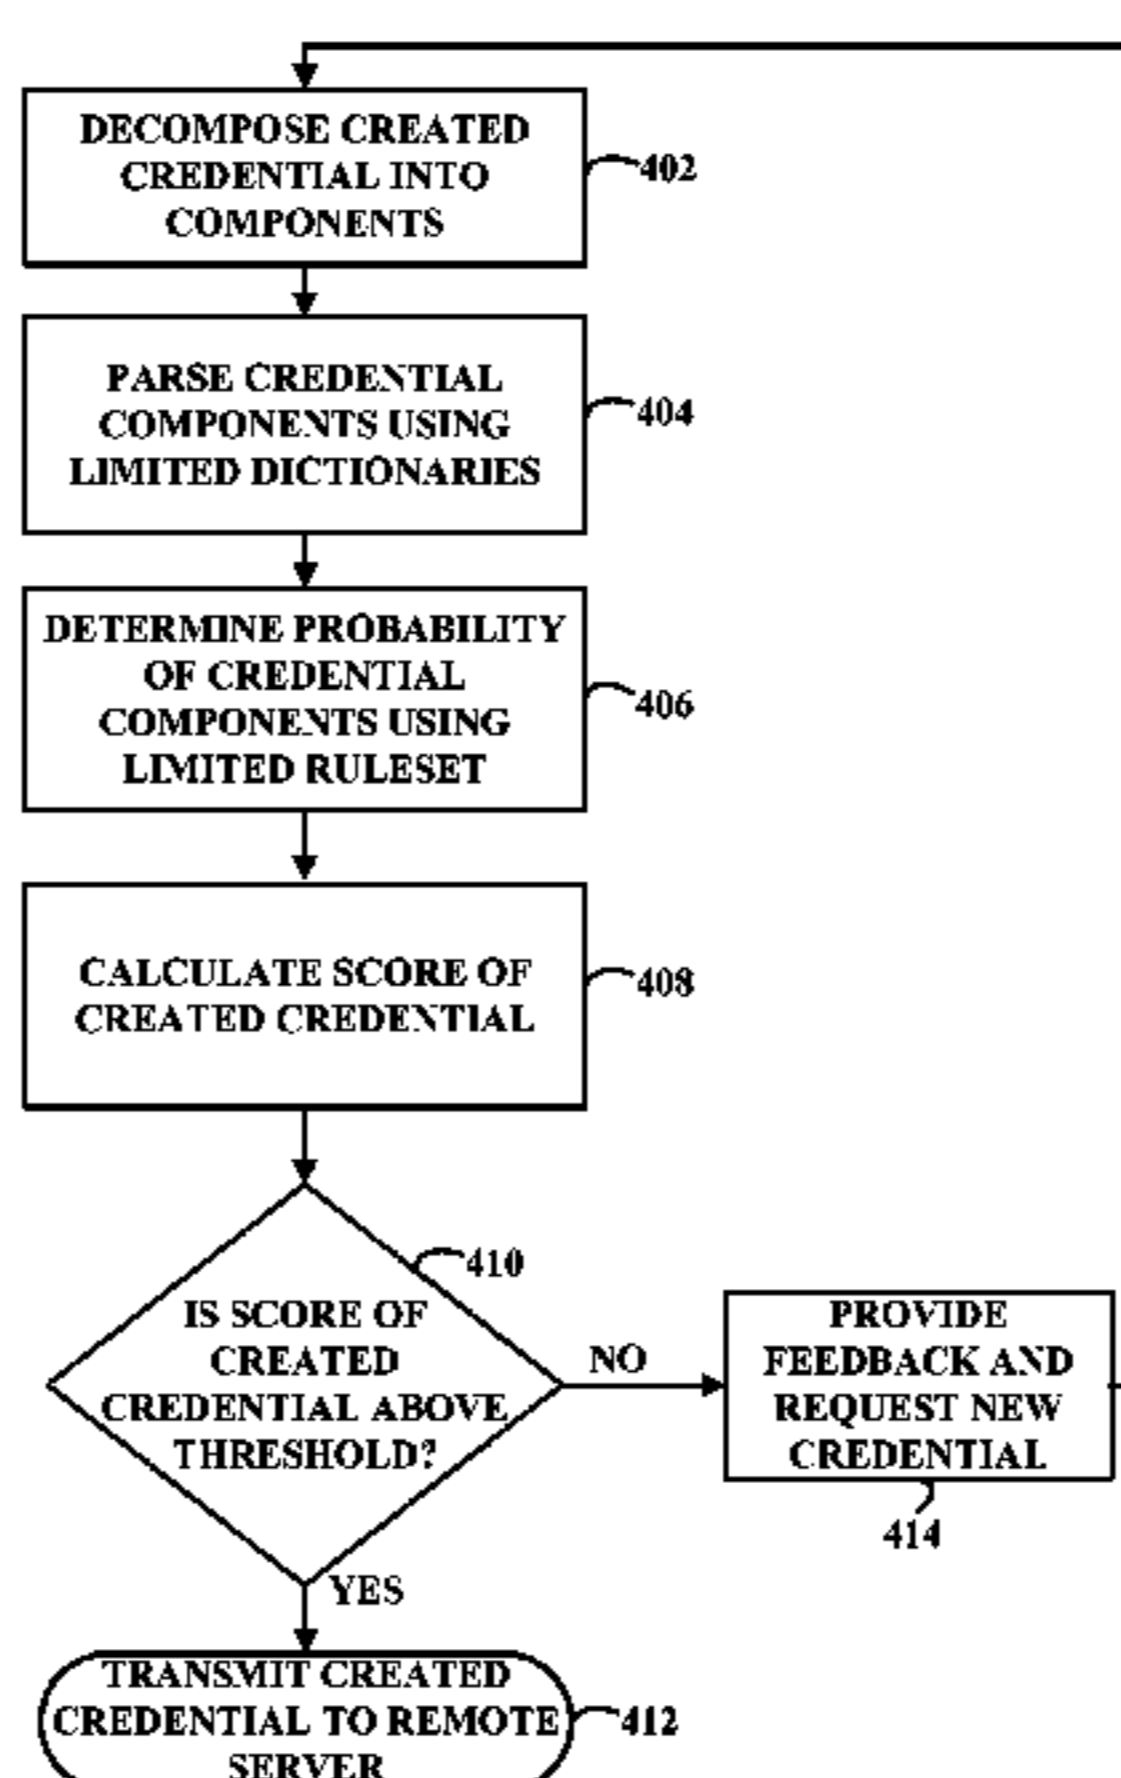 DECOMPOSE CREATED
CREDENTIAL INTO
COMPONENTS
402
PARSE CREDENTIAL
COMPONENTS USING
LIMITED DICTIONARIES
404
DETERMINE PROBABILITY
OF CREDENTIAL
COMPONENTS USING
LIMITED RULESET
406
CALCULATE SCORE OF
CREATED CREDENTIAL
408
410
IS SCORE OF
CREATED
CREDENTIAL ABOVE
THRESHOLD?
NO
PROVIDE
FEEDBACK AND
REQUEST NEW
CREDENTIAL
414
YES
TRANSMIT CREATED
CREDENTIAL TO REMOTE
SERVER
412